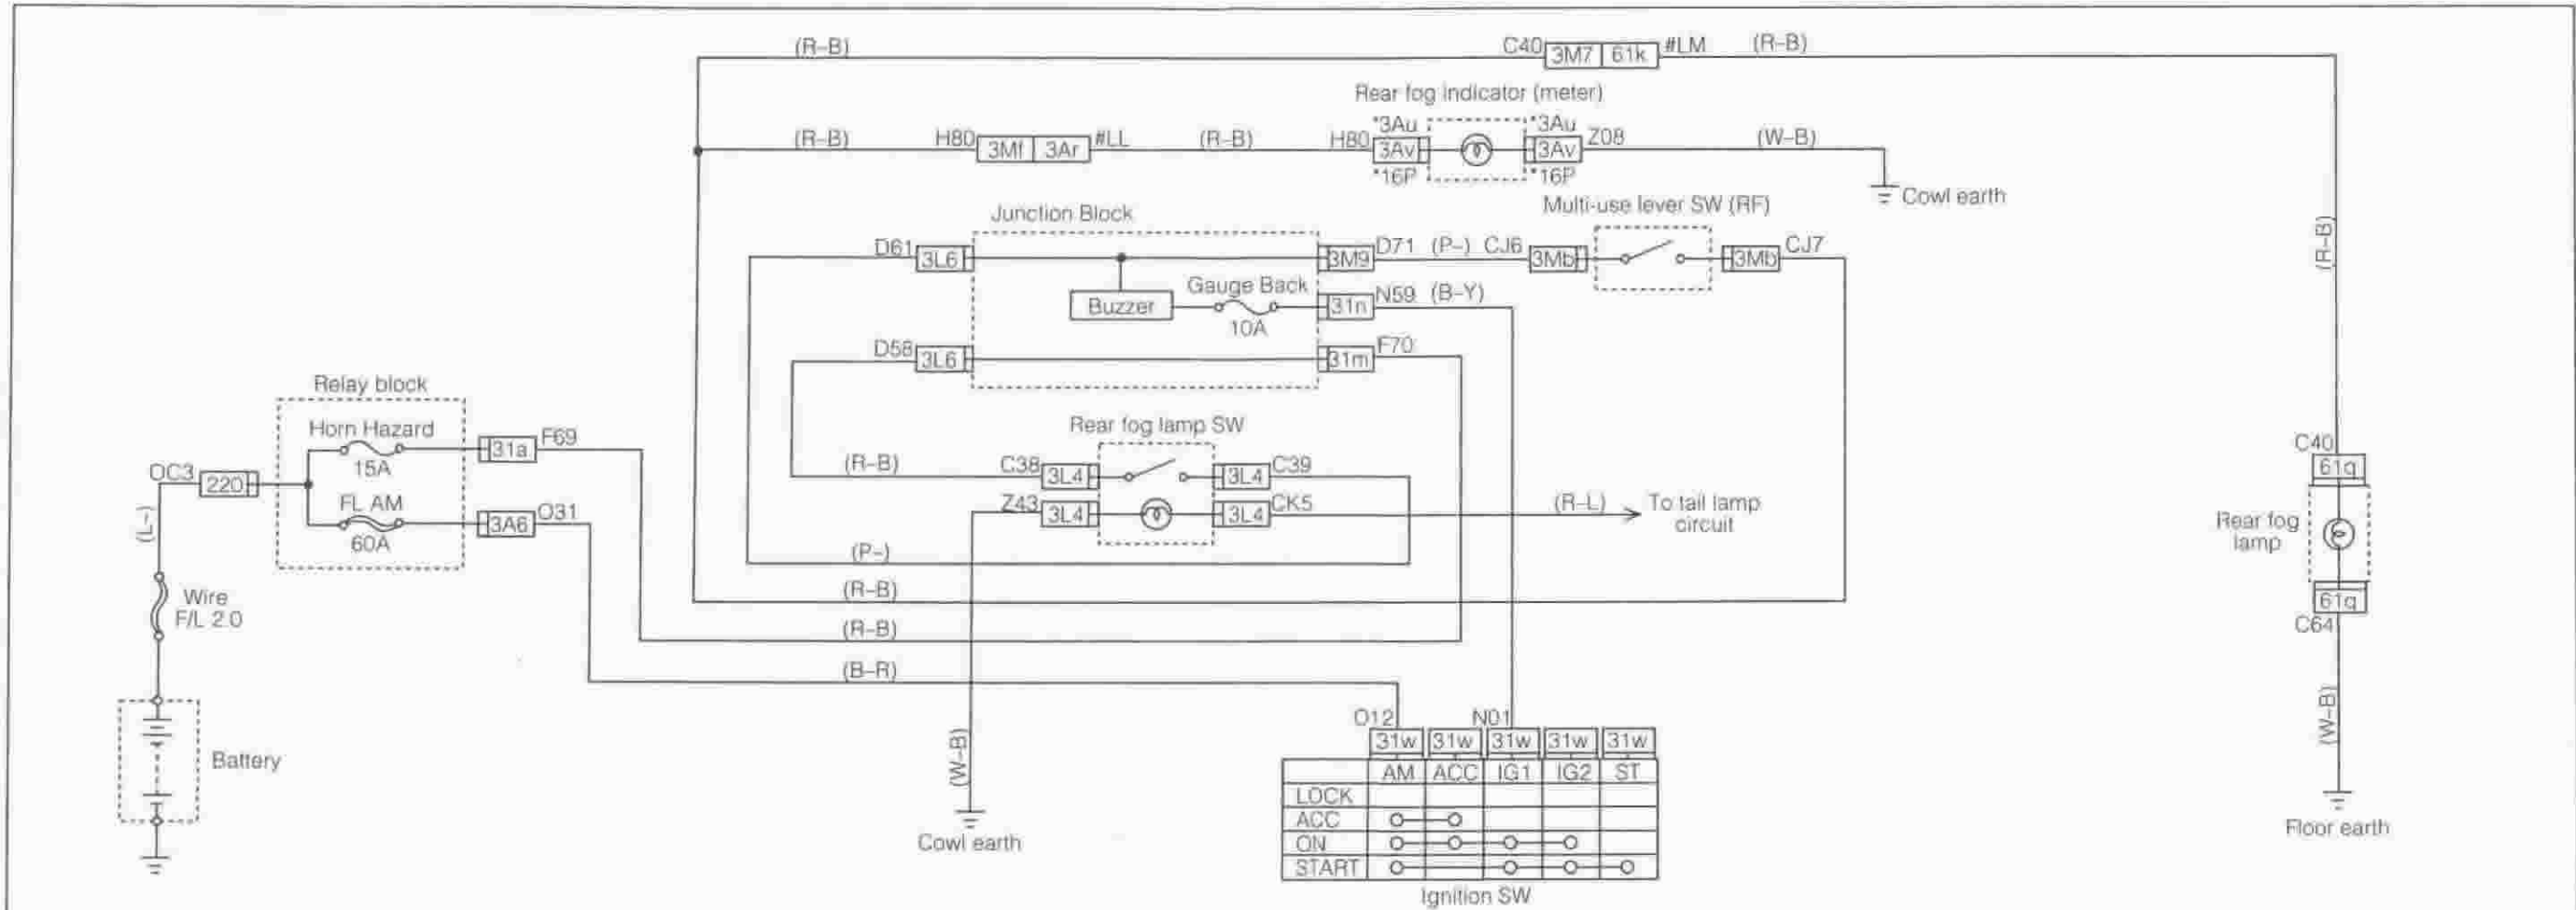 (R–B) C40 3M7 61k #LM (R–B)
Rear fog indicator (meter)
(R–B) H80 3Mf 3Ar #LL (R–B) H80 *3Au 3Av *16P *3Au 3Av *16P Z08 (W–B)
Cowl earth
Junction Block
Multi-use lever SW (RF)
D61 3L6 3M9 D71 (P–) CJ6 3Mb 3Mb CJ7
(R–B)
Buzzer
Gauge Back
10A
31n N59 (B–Y)
D58 3L6 31m F70
Relay block
Horn Hazard
15A
31a F69
Rear fog lamp SW
(R–B) C38 3L4 3L4 C39
OC3 220
FL AM
60A
3A6 O31
Z43 3L4 3L4 CK5 (R–L) To tail lamp
circuit
(L–)
C40
61q
Rear fog
lamp
61q
C64
(P–)
Wire
F/L 2.0
(R–B)
(R–B)
(B–R)
(W–B)
(W–B)
Battery
Cowl earth
Floor earth
O12 N01
31w 31w 31w 31w 31w
AM ACC IG1 IG2 ST
LOCK
ACC
ON
START
Ignition SW